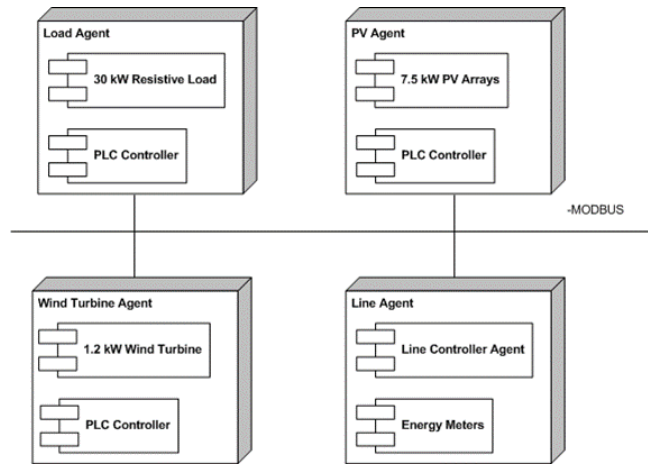 Load Agent
30 kW Resistive Load
PLC Controller
PV Agent
7.5 kW PV Arrays
PLC Controller
-MODBUS
Wind Turbine Agent
1.2 kW Wind Turbine
PLC Controller
Line Agent
Line Controller Agent
Energy Meters